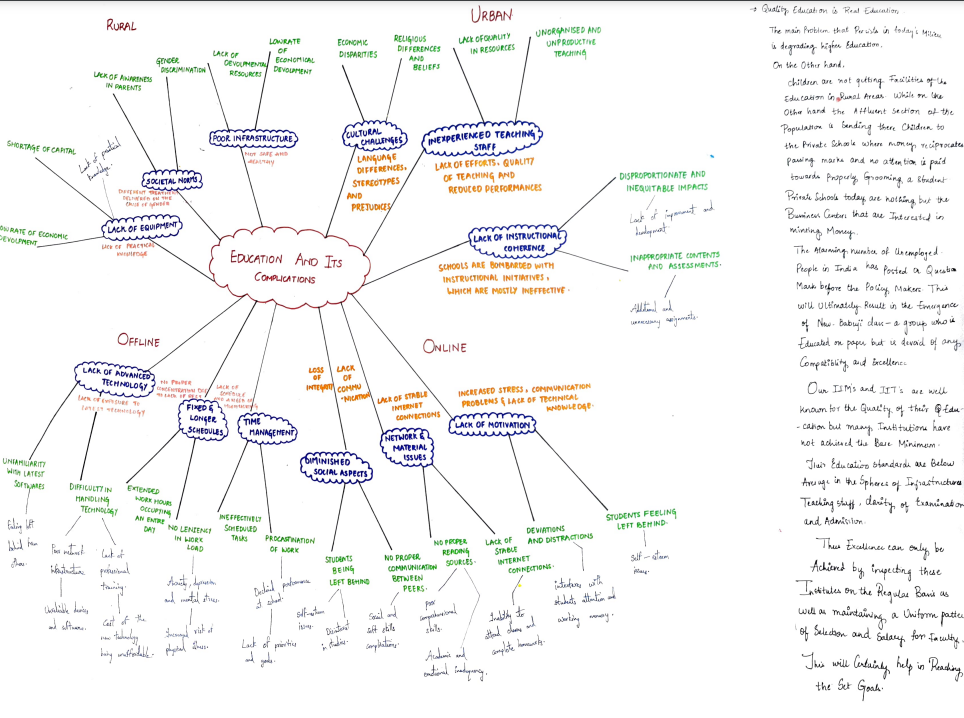 RURAL
URBAN
LACK OF AWARENESS
IN PARENTS
GENDER
DISCRIMINATION
LACK OF
DEVOLPMENTAL
RESOURCES
LOW RATE
OF
ECONOMICAL
DEVOLPMENT
ECONOMIC
DISPARITIES
RELIGIOUS
DIFFERENCES
AND
BELIEFS
LACK OF QUALITY
IN RESOURCES
UNORGANISED AND
UNPRODUCTIVE
TEACHING
SHORTAGE OF CAPITAL
Lack of practical
knowledge
POOR INFRASTRUCTURE
NOT SAFE AND
HEALTHY
CULTURAL
CHALLENGES
LANGUAGE
DIFFERENCES,
STEREOTYPES
AND
PREJUDICES
INEXPERIENCED TEACHING
STAFF
LACK OF EFFORTS, QUALITY
OF TEACHING AND
REDUCED PERFORMANCES
SOCIETAL NORMS
DIFFERENT TREATMENT
DELIVERED ON THE
CAUSE OF GENDER
LACK OF EQUIPMENT
LACK OF PRACTICAL
KNOWLEDGE
LOW RATE OF ECONOMIC
DEVOLPMENT
EDUCATION AND ITS
COMPLICATIONS
LACK OF INSTRUCTIONAL
COHERENCE
SCHOOLS ARE BOMBARDED WITH
INSTRUCTIONAL INITIATIVES,
WHICH ARE MOSTLY INEFFECTIVE.
DISPROPORTIONATE AND
INEQUITABLE IMPACTS
Lack of improvement and
development
INAPPROPRIATE CONTENTS
AND ASSESSMENTS.
Additional and
unnecessary assignments.
OFFLINE
ONLINE
LACK OF ADVANCED
TECHNOLOGY
LACK OF EXPOSURE TO
LATEST TECHNOLOGY
NO PROPER
CONCENTRATION DUE
TO LACK OF REST
FIXED &
LONGER
SCHEDULES
LACK OF
TIME
MANAGEMENT
LOSS
OF
INTEGRITY
LACK OF
COMMU
-NICATION
DIMINISHED
SOCIAL ASPECTS
LACK OF STABLE
INTERNET
CONNECTIONS
NETWORK &
MATERIAL
ISSUES
INCREASED STRESS, COMMUNICATION
PROBLEMS & LACK OF TECHNICAL
KNOWLEDGE.
LACK OF MOTIVATION
UNFAMILIARITY
WITH LATEST
SOFTWARES
Feeling left
behind from
others.
DIFFICULTY IN
HANDLING
TECHNOLOGY
Poor network
infrastructure
Unreliable devices
and softwares.
Lack of
professional
training.
Cost of the
new technology
being unaffordable.
EXTENDED
WORK HOURS
OCCUPYING
AN ENTIRE
DAY
NO LENIENCY
IN WORK
LOAD
Anxiety, depression
and mental stress.
Increased risk of
physical illness.
INEFFECTIVELY
SCHEDULED
TASKS
Declined performance
at school.
PROCASTINATION
OF WORK
Lack of priorities
and goals.
STUDENTS
BEING
LEFT BEHIND
self-esteem
issues.
in studies.
NO PROPER
COMMUNICATION
BETWEEN
PEERS.
Social and
soft skills
complications.
NO PROPER
READING
SOURCES.
Poor
comprehensional
skills.
Academic and
emotional inadequacy.
LACK OF
STABLE
INTERNET
CONNECTIONS.
Inability to
attend classes and
complete homeworks.
DEVIATIONS
AND DISTRACTIONS
interferes with
students attention and
working memory.
STUDENTS FEELING
LEFT BEHIND.
self-esteem
issues.
→ Quality Education is Real Education.
The main Problem that Persists in today's Milieu
is degrading higher Education.
On the Other hand,
children are not getting Facilities of the
Education in Rural Areas. While on the
Other hand the Affluent section of the
Population is Sending there Children to
the Private Schools where money reciprocates
passing marks and no attention is paid
towards Properly Grooming a student
Private Schools today are nothing but the
Business Centers that are Interested in
minting Money.
The Alarming number of Unemployed
People in India has Posted a Question
Mark before the Policy Makers. This
will Ultimately Result in the Emergence
of New Babuji class - a group who is
Educated on paper but is devoid of any
Compatibility and Excellence.
Our IIM's and IIT's are well
known for the Quality of their Edu-
-cation but many Institutions have
not achieved the Bare Minimum.
Their Education Standards are Below
Average in the Spheres of Infrastructure
Teaching staff, clarity of Examination
and Admission.
Thus Excellence can only be
Achieved by inspecting these
Institutes on the Regular Basis as
well as maintaining a Uniform patte
of Selection and Salary for Faculty.
This will Certainly help in Reaching
the Set Goals.